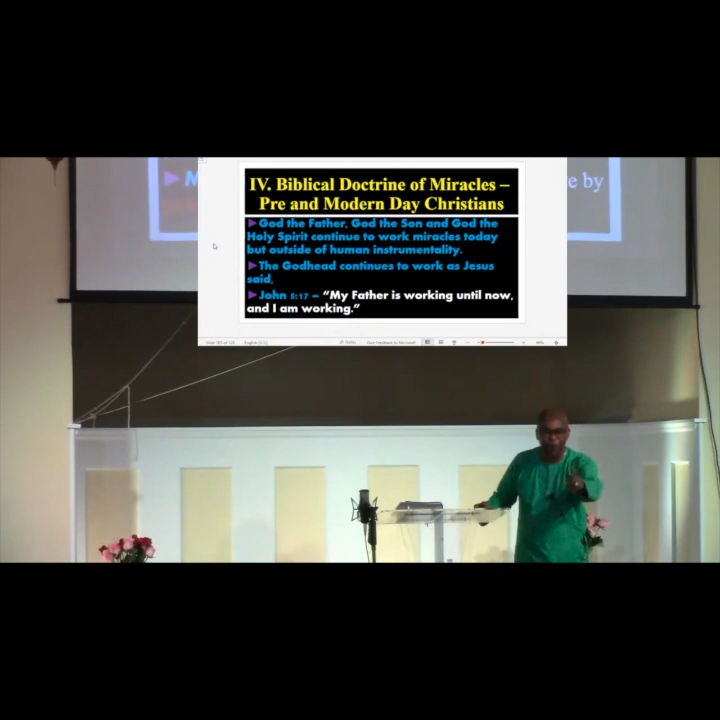 IV. Biblical Doctrine of Miracles –
Pre and Modern Day Christians
God the Father, God the Son and God the
Holy Spirit continue to work miracles today
but outside of human instrumentality.
The Godhead continues to work as Jesus
said,
John 5:17 – “My Father is working until now,
and I am working.”
e by